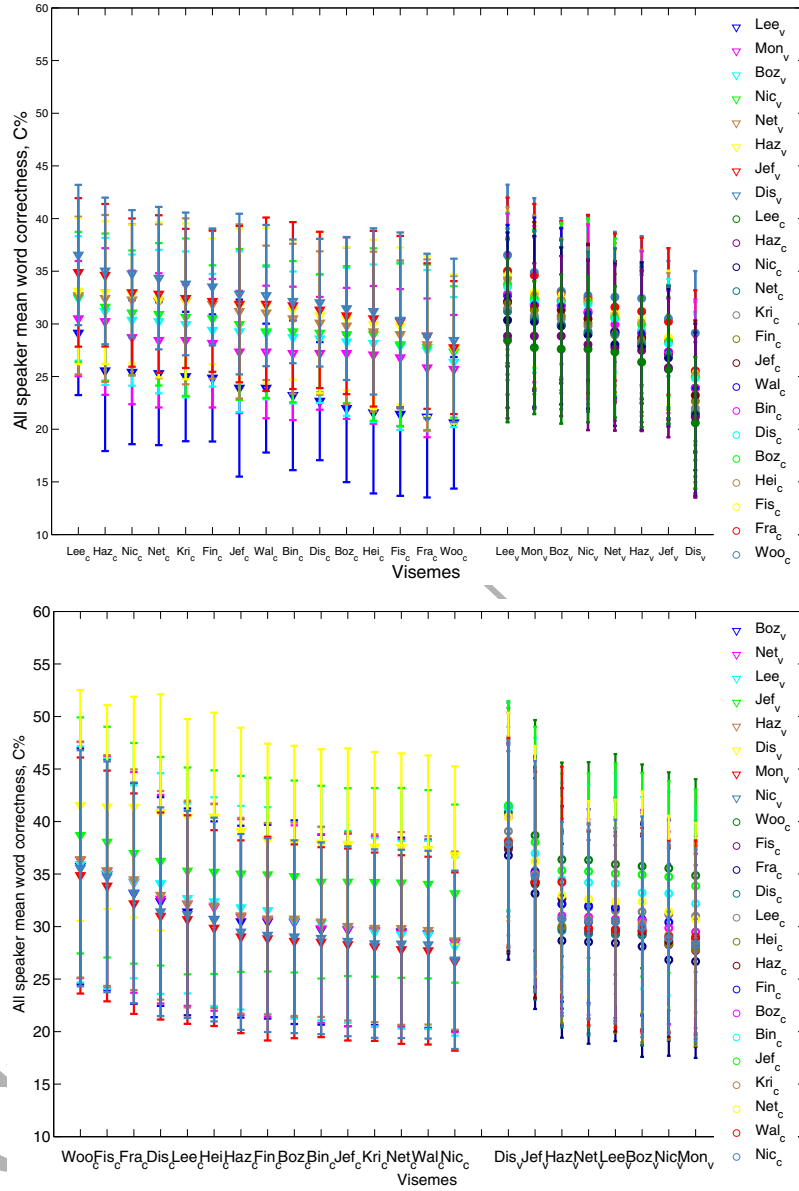 60
55
50
45
40
35
30
25
20
15
10
All speaker mean word correctness, C%
Lee_c Haz_c Nic_c Net_c Kri_c Fin_c Jef_c Wal_c Bin_c Dis_c Boz_c Hei_c Fis_c Fra_c Woo_c Lee_v Mon_v Boz_v Nic_v Net_v Haz_v Jef_v Dis_v
Visemes
Lee_v
Mon_v
Boz_v
Nic_v
Net_v
Haz_v
Jef_v
Dis_v
Lee_c
Haz_c
Nic_c
Net_c
Kri_c
Fin_c
Jef_c
Wal_c
Bin_c
Dis_c
Boz_c
Hei_c
Fis_c
Fra_c
Woo_c
60
55
50
45
40
35
30
25
20
15
10
All speaker mean word correctness, C%
Woo_c Fis_c Fra_c Dis_c Lee_c Hei_c Haz_c Fin_c Boz_c Bin_c Jef_c Kri_c Net_c Wal_c Nic_c Dis_v Jef_v Haz_v Net_v Lee_v Boz_v Nic_v Mon_v
Visemes
Boz_v
Net_v
Lee_v
Jef_v
Haz_v
Dis_v
Mon_v
Nic_v
Woo_c
Fis_c
Fra_c
Dis_c
Lee_c
Hei_c
Haz_c
Fin_c
Boz_c
Bin_c
Jef_c
Kri_c
Net_c
Wal_c
Nic_c